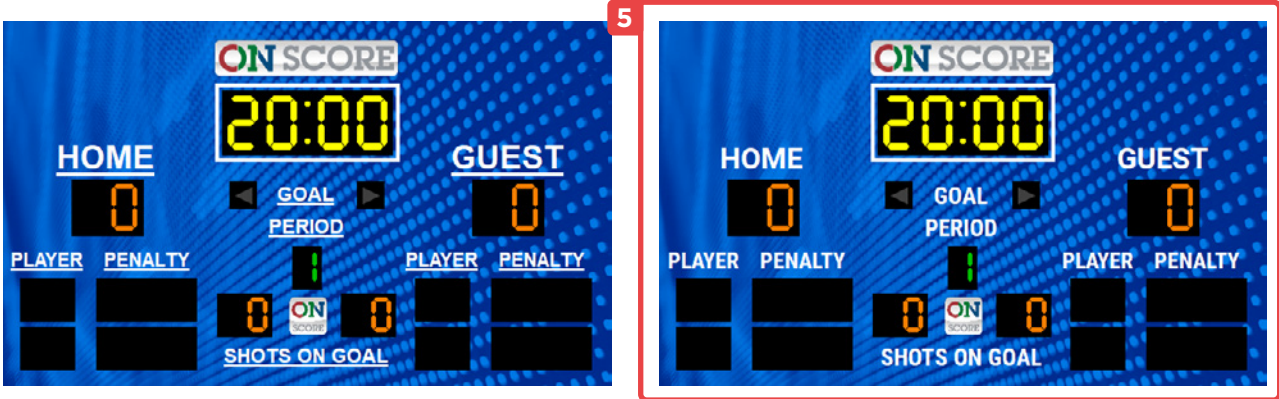 5
ON SCORE
20:00
HOME
GUEST
0
0
GOAL
PERIOD
PLAYER PENALTY
1
PLAYER PENALTY
0
ON
SCORE
0
SHOTS ON GOAL
ON SCORE
20:00
HOME
GUEST
0
0
GOAL
PERIOD
PLAYER PENALTY
1
PLAYER PENALTY
0
ON
SCORE
0
SHOTS ON GOAL